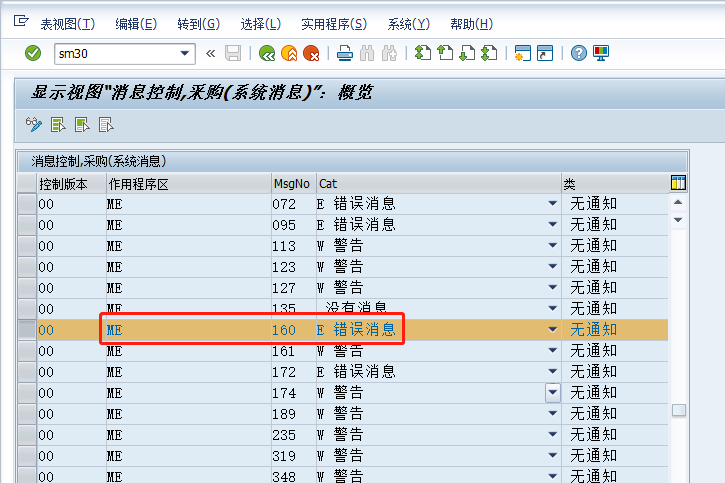 表视图(T) 编辑(E) 转到(G) 选择(L) 实用程序(S) 系统(Y) 帮助(H)
sm30
显示视图"消息控制,采购(系统消息)": 概览
消息控制,采购(系统消息)
控制版本 作用程序区 MsgNo Cat 类
00 ME 072 E 错误消息 无通知
00 ME 095 E 错误消息 无通知
00 ME 113 W 警告 无通知
00 ME 123 W 警告 无通知
00 ME 127 W 警告 无通知
00 ME 135 没有消息 无通知
00 ME 160 E 错误消息 无通知
00 ME 161 W 警告 无通知
00 ME 172 E 错误消息 无通知
00 ME 174 W 警告 无通知
00 ME 189 W 警告 无通知
00 ME 235 W 警告 无通知
00 ME 319 W 警告 无通知
00 ME 348 W 警告 无通知